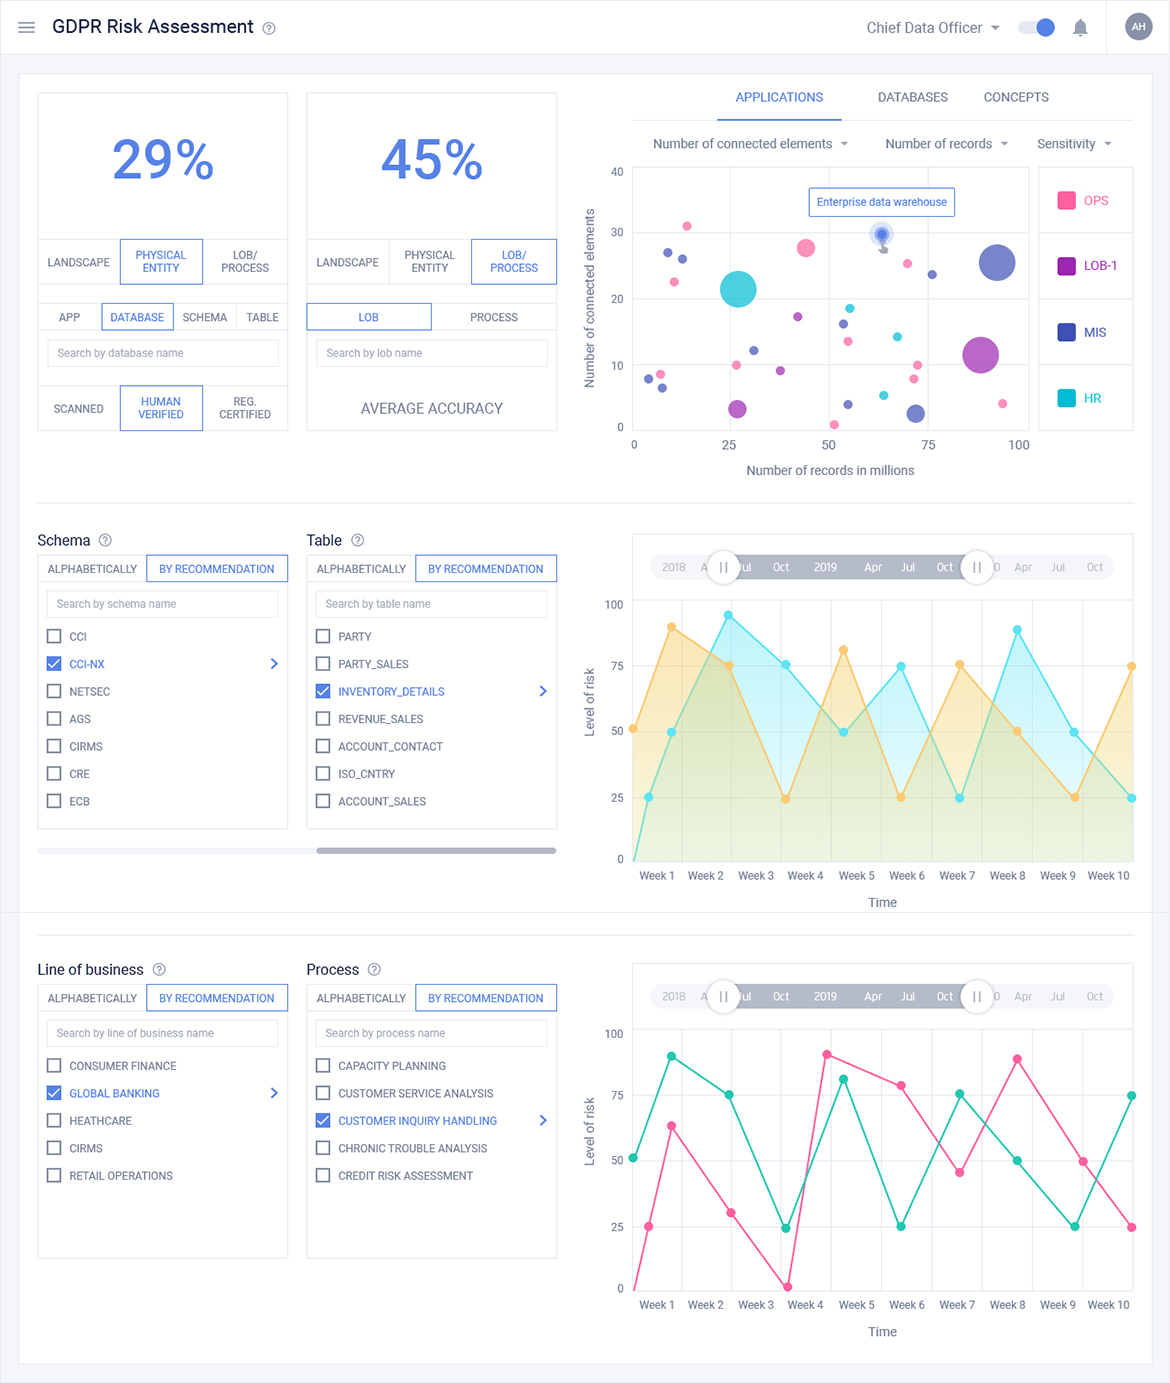 GDPR Risk Assessment ?
Chief Data Officer
AH
29%
LANDSCAPE
PHYSICAL
ENTITY
LOB/
PROCESS
APP
DATABASE
SCHEMA
TABLE
Search by database name
SCANNED
HUMAN
VERIFIED
REG.
CERTIFIED
45%
LANDSCAPE
PHYSICAL
ENTITY
LOB/
PROCESS
LOB
PROCESS
Search by lob name
AVERAGE ACCURACY
APPLICATIONS
DATABASES
CONCEPTS
Number of connected elements
Number of records
Sensitivity
Number of connected elements
40
30
20
10
0
Enterprise data warehouse
0
25
50
75
100
Number of records in millions
OPS
LOB-1
MIS
HR
Schema ?
ALPHABETICALLY
BY RECOMMENDATION
Search by schema name
CCI
CCI-NX
NETSEC
AGS
CIRMS
CRE
ECB
Table ?
ALPHABETICALLY
BY RECOMMENDATION
Search by table name
PARTY
PARTY_SALES
INVENTORY_DETAILS
REVENUE_SALES
ACCOUNT_CONTACT
ISO_CNTRY
ACCOUNT_SALES
2018 A ul Oct 2019 Apr Jul Oct 0 Apr Jul Oct
Level of risk
100
75
50
25
0
Week 1 Week 2 Week 3 Week 4 Week 5 Week 6 Week 7 Week 8 Week 9 Week 10
Time
Line of business ?
ALPHABETICALLY
BY RECOMMENDATION
Search by line of business name
CONSUMER FINANCE
GLOBAL BANKING
HEATHCARE
CIRMS
RETAIL OPERATIONS
Process ?
ALPHABETICALLY
BY RECOMMENDATION
Search by process name
CAPACITY PLANNING
CUSTOMER SERVICE ANALYSIS
CUSTOMER INQUIRY HANDLING
CHRONIC TROUBLE ANALYSIS
CREDIT RISK ASSESSMENT
2018 A ul Oct 2019 Apr Jul Oct 0 Apr Jul Oct
Level of risk
100
75
50
25
0
Week 1 Week 2 Week 3 Week 4 Week 5 Week 6 Week 7 Week 8 Week 9 Week 10
Time